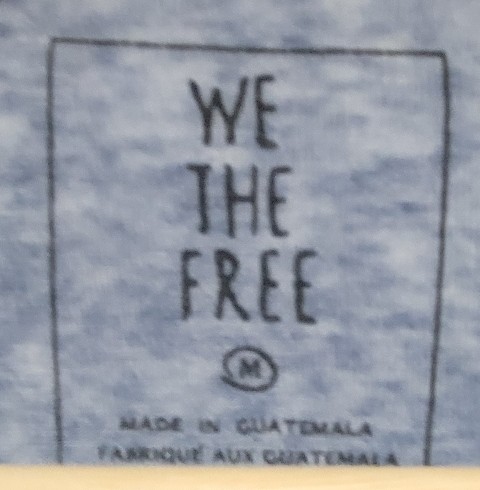 WE
THE
FREE
M
MADE IN GUATEMALA
FABRIQUÉ AUX GUATEMALA